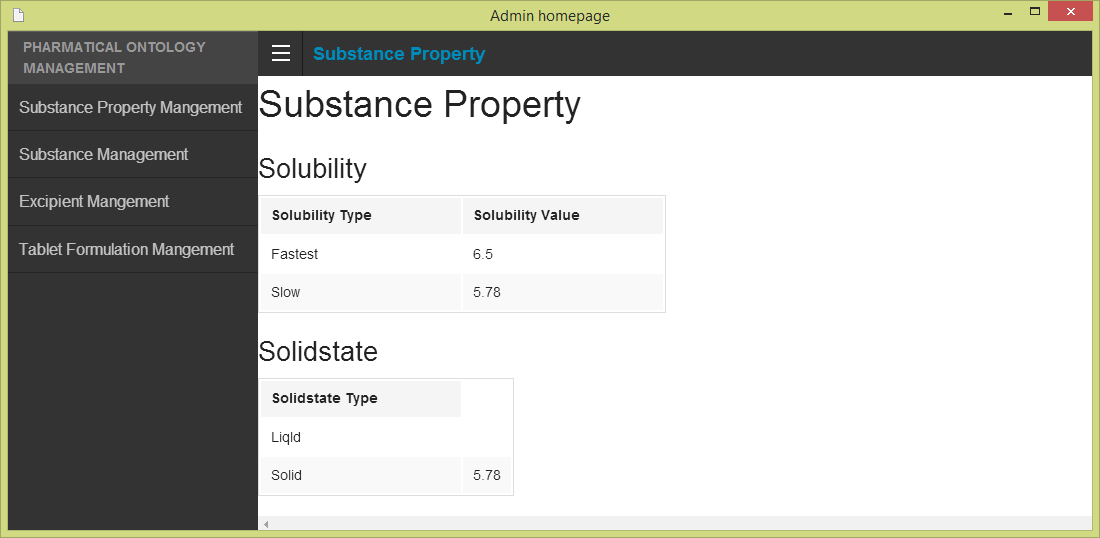 Admin homepage
PHARMATICAL ONTOLOGY
MANAGEMENT
Substance Property Mangement
Substance Management
Excipient Mangement
Tablet Formulation Mangement
Substance Property
Substance Property
Solubility
Solubility Type Solubility Value
Fastest 6.5
Slow 5.78
Solidstate
Solidstate Type
Liqld
Solid 5.78